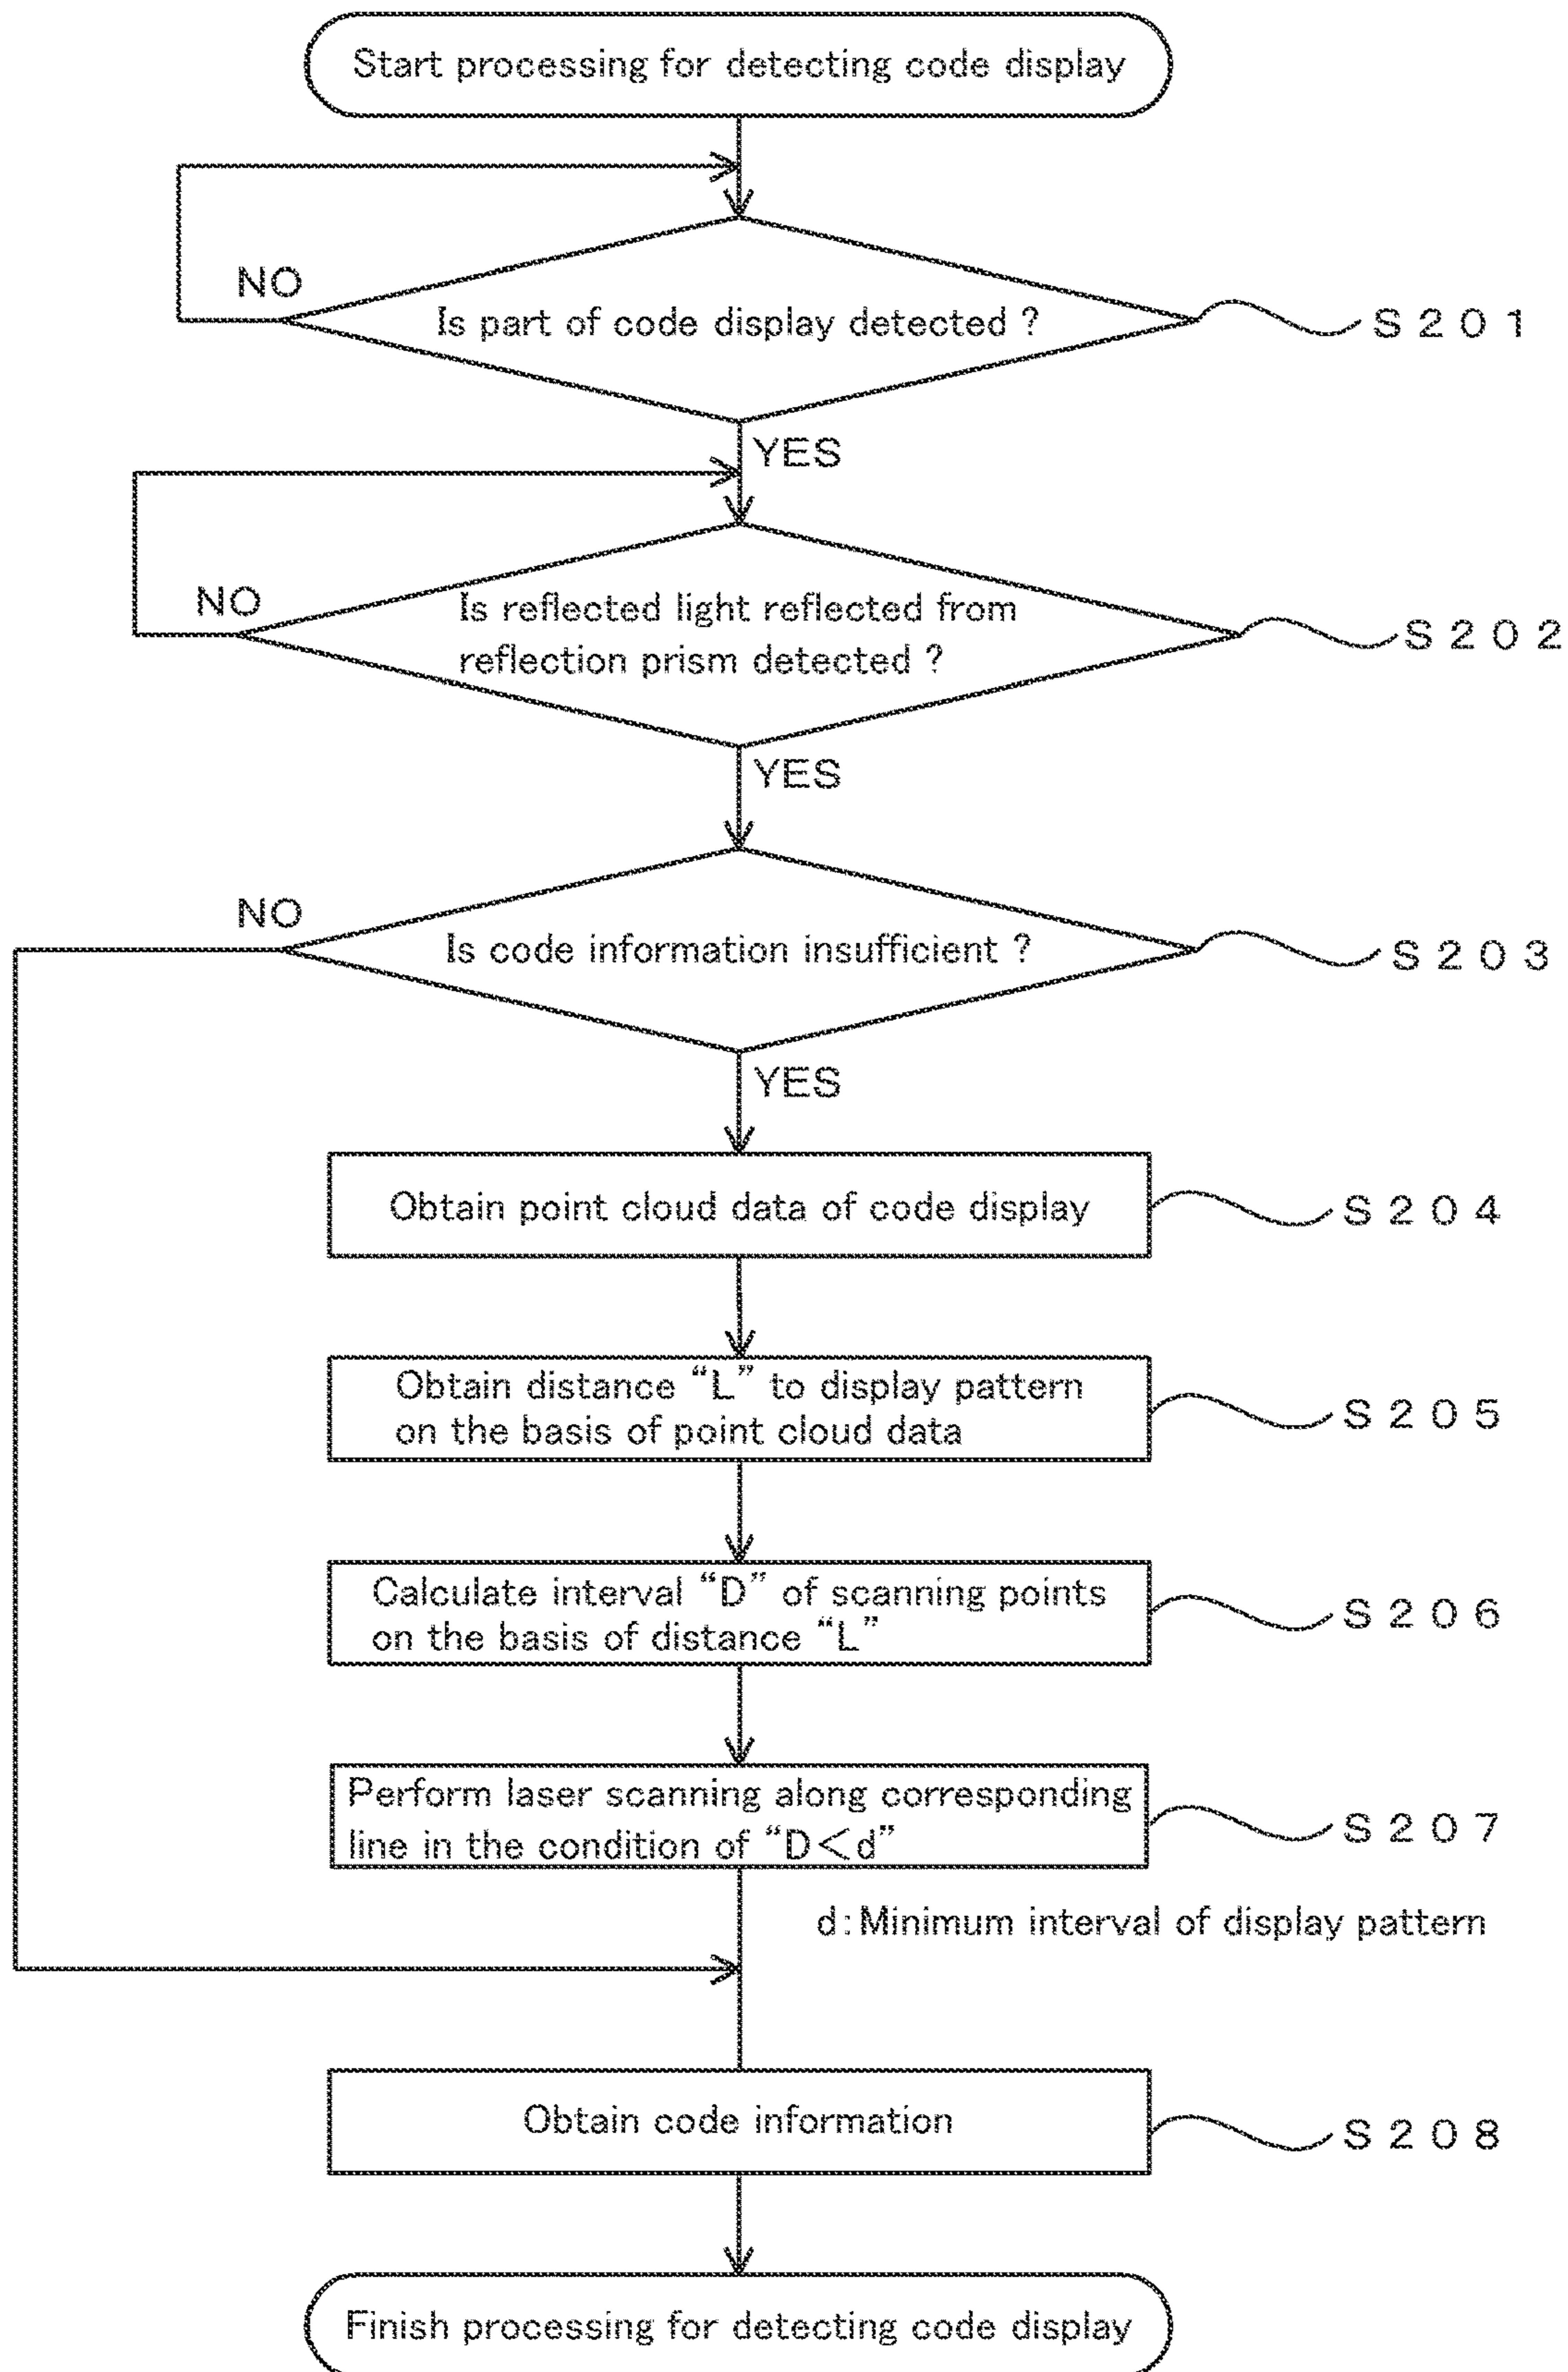 Start processing for detecting code display
NO
Is part of code display detected ?
S201
YES
NO
Is reflected light reflected from
reflection prism detected ?
S202
YES
NO
Is code information insufficient ?
S203
YES
Obtain point cloud data of code display
S204
Obtain distance “L” to display pattern
on the basis of point cloud data
S205
Calculate interval “D” of scanning points
on the basis of distance “L”
S206
Perform laser scanning along corresponding
line in the condition of “D<d”
S207
d:Minimum interval of display pattern
Obtain code information
S208
Finish processing for detecting code display